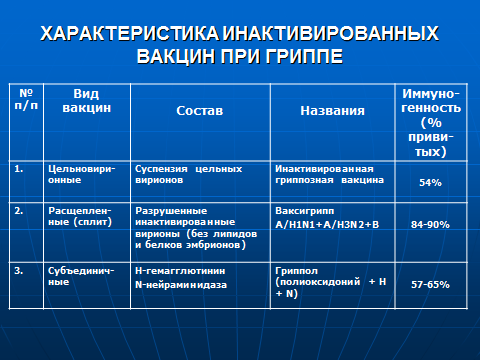 ХАРАКТЕРИСТИКА ИНАКТИВИРОВАННЫХ
ВАКЦИН ПРИ ГРИППЕ
№
п/п
Вид
вакцин
Состав
Названия
Иммуно-
генность
(%
приви-
тых)
1.
Цельновири-
онные
Суспензия цельных
вирионов
Инактивированная
гриппозная вакцина
54%
2.
Расщеплен-
ные (сплит)
Разрушенные
инактивированные
вирионы (без липидов
и белков эмбрионов)
Ваксигрипп
A/H1N1+A/H3N2+B
84-90%
3.
Субъединич-
ные
H-гемагглютинин
N-нейраминидаза
Гриппол
(полиоксидоний + H
+ N)
57-65%